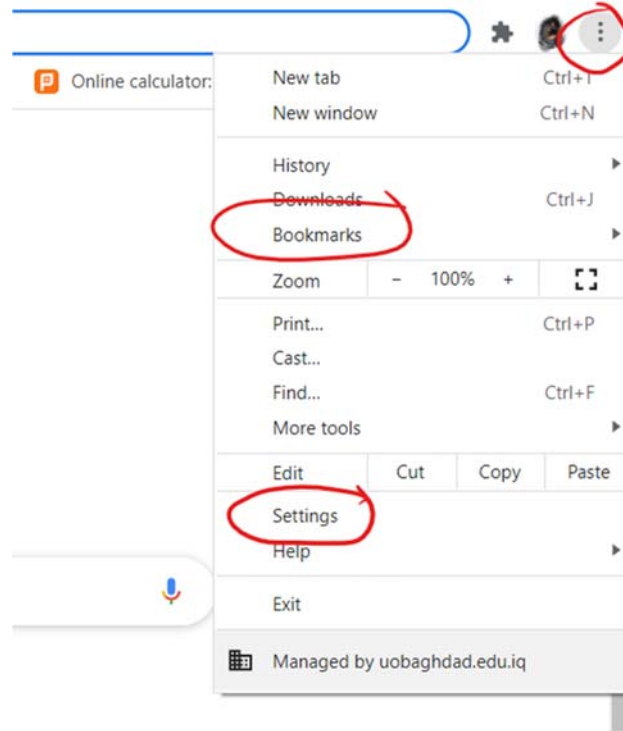 Online calculator:
New tab Ctrl+T
New window Ctrl+N
History
Downloads Ctrl+J
Bookmarks
Zoom - 100% +
Print... Ctrl+P
Cast...
Find... Ctrl+F
More tools
Edit Cut Copy Paste
Settings
Help
Exit
Managed by uobaghdad.edu.iq